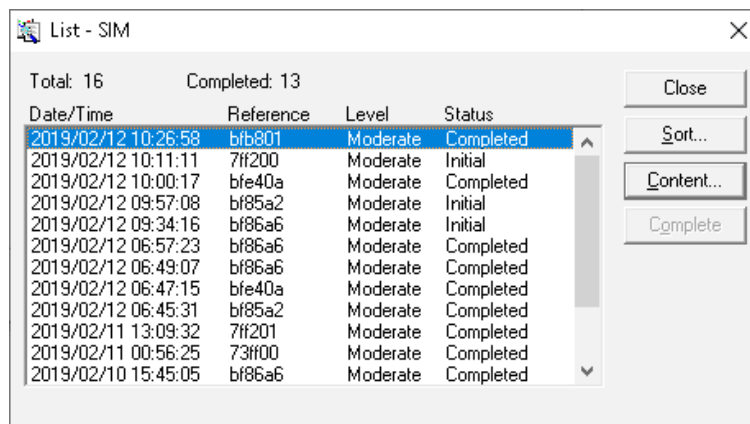 List - SIM
Total: 16 Completed: 13
Close
Date/Time Reference Level Status
2019/02/12 10:26:58 bfb801 Moderate Completed
Sort...
2019/02/12 10:11:11 7ff200 Moderate Initial
2019/02/12 10:00:17 bfe40a Moderate Completed
Content...
2019/02/12 09:57:08 bf85a2 Moderate Initial
2019/02/12 09:34:16 bf86a6 Moderate Initial
Complete
2019/02/12 06:57:23 bf86a6 Moderate Completed
2019/02/12 06:49:07 bf86a6 Moderate Completed
2019/02/12 06:47:15 bfe40a Moderate Completed
2019/02/12 06:45:31 bf85a2 Moderate Completed
2019/02/11 13:09:32 7ff201 Moderate Completed
2019/02/11 00:56:25 73ff00 Moderate Completed
2019/02/10 15:45:05 bf86a6 Moderate Completed